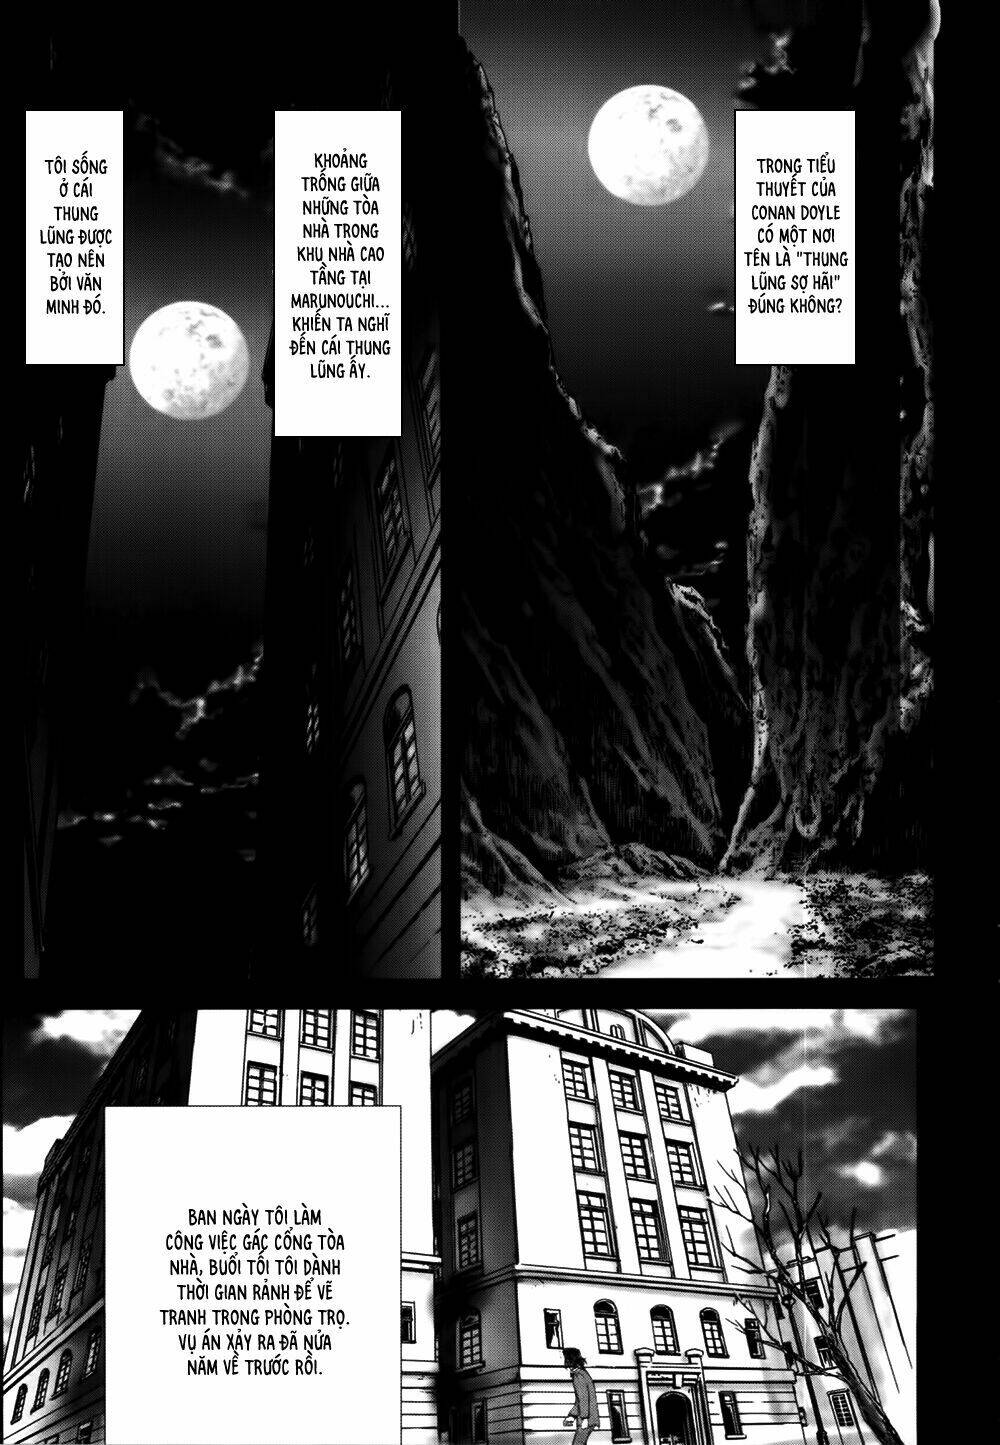 TRONG TIỂU
THUYẾT CỦA
CONAN DOYLE
CÓ MỘT NƠI
TÊN LÀ "THUNG
LŨNG SỢ HÃI"
ĐÚNG KHÔNG?
KHOẢNG
TRỐNG GIỮA
NHỮNG TÒA
NHÀ TRONG
KHU NHÀ CAO
TẦNG TẠI
MARUNOUCHI...
KHIẾN TA NGHĨ
ĐẾN CÁI THUNG
LŨNG ẤY.
TÔI SỐNG
Ở CÁI
THUNG
LŨNG ĐƯỢC
TẠO NÊN
BỞI VĂN
MINH ĐÓ.
BAN NGÀY TÔI LÀM
CÔNG VIỆC GÁC CỔNG TÒA
NHÀ, BUỔI TỐI TÔI DÀNH
THỜI GIAN RẢNH ĐỂ VẼ
TRANH TRONG PHÒNG TRỌ.
VỤ ÁN XẢY RA ĐÃ NỬA
NĂM VỀ TRƯỚC RỒI.